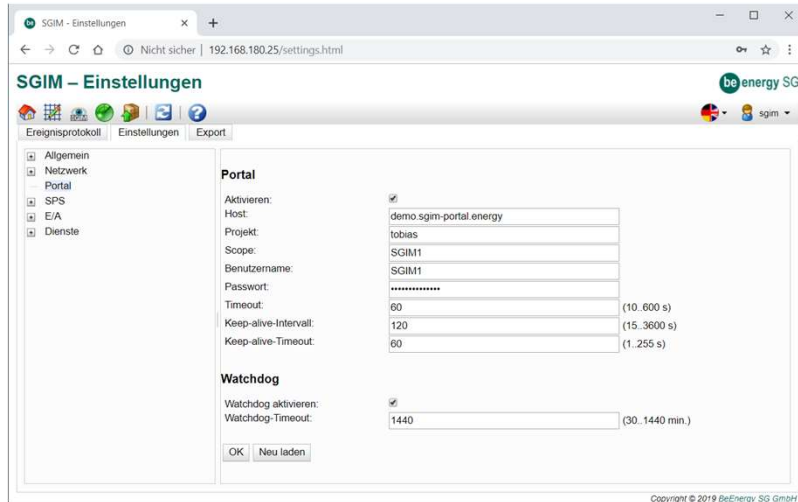 SGIM - Einstellungen
Nicht sicher | 192.168.180.25/settings.html
SGIM – Einstellungen
be energy SG
sgim
Ereignisprotokoll Einstellungen Export
Allgemein
Netzwerk
Portal
SPS
E/A
Dienste
Portal
Aktivieren:
Host: demo.sgim-portal.energy
Projekt: tobias
Scope: SGIM1
Benutzername: SGIM1
Passwort: ••••••••••••••
Timeout: 60 (10..600 s)
Keep-alive-Intervall: 120 (15..3600 s)
Keep-alive-Timeout: 60 (1..255 s)
Watchdog
Watchdog aktivieren:
Watchdog-Timeout: 1440 (30..1440 min.)
OK Neu laden
Copyright © 2019 BeEnergy SG GmbH